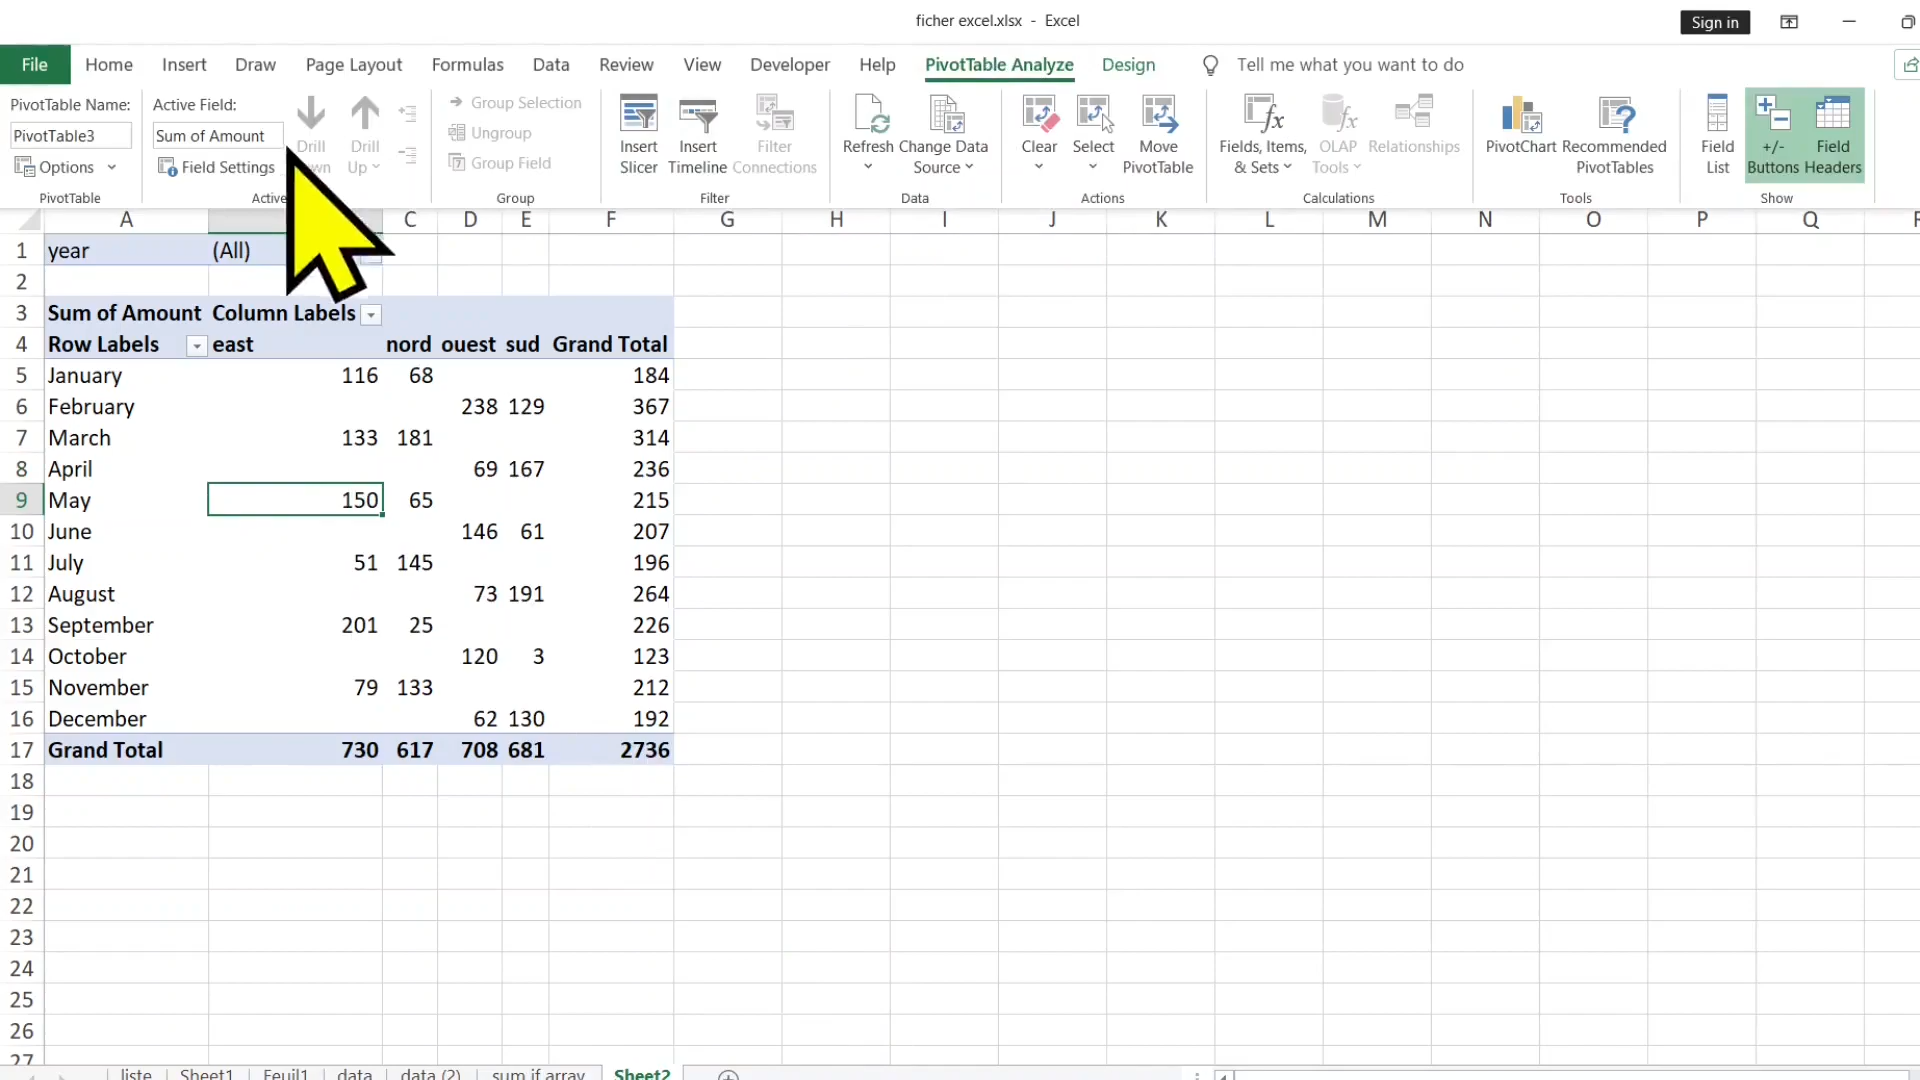 ficher excel.xlsx - Excel
Sign in
File Home Insert Draw Page Layout Formulas Data Review View Developer Help PivotTable Analyze Design Tell me what you want to do
PivotTable Name:
PivotTable3
Options
PivotTable
Active Field:
Sum of Amount
Field Settings
Drill
Drill Up
Active
Group Selection
Ungroup
Group Field
Group
Insert Slicer
Insert Timeline
Filter Connections
Filter
Refresh
Change Data Source
Data
Clear
Select
Move PivotTable
Actions
Fields, Items, & Sets
OLAP Tools
Relationships
Calculations
PivotChart
Recommended PivotTables
Tools
Field List
+/- Buttons
Field Headers
Show
A C D E F G H I J K L M N O P Q
1 year (All)
2
3 Sum of Amount Column Labels
4 Row Labels east nord ouest sud Grand Total
5 January 116 68 184
6 February 238 129 367
7 March 133 181 314
8 April 69 167 236
9 May 150 65 215
10 June 146 61 207
11 July 51 145 196
12 August 73 191 264
13 September 201 25 226
14 October 120 3 123
15 November 79 133 212
16 December 62 130 192
17 Grand Total 730 617 708 681 2736
18
19
20
21
22
23
24
25
26
27
liste Sheet1 Feuil1 data data (2) sum if array Sheet2